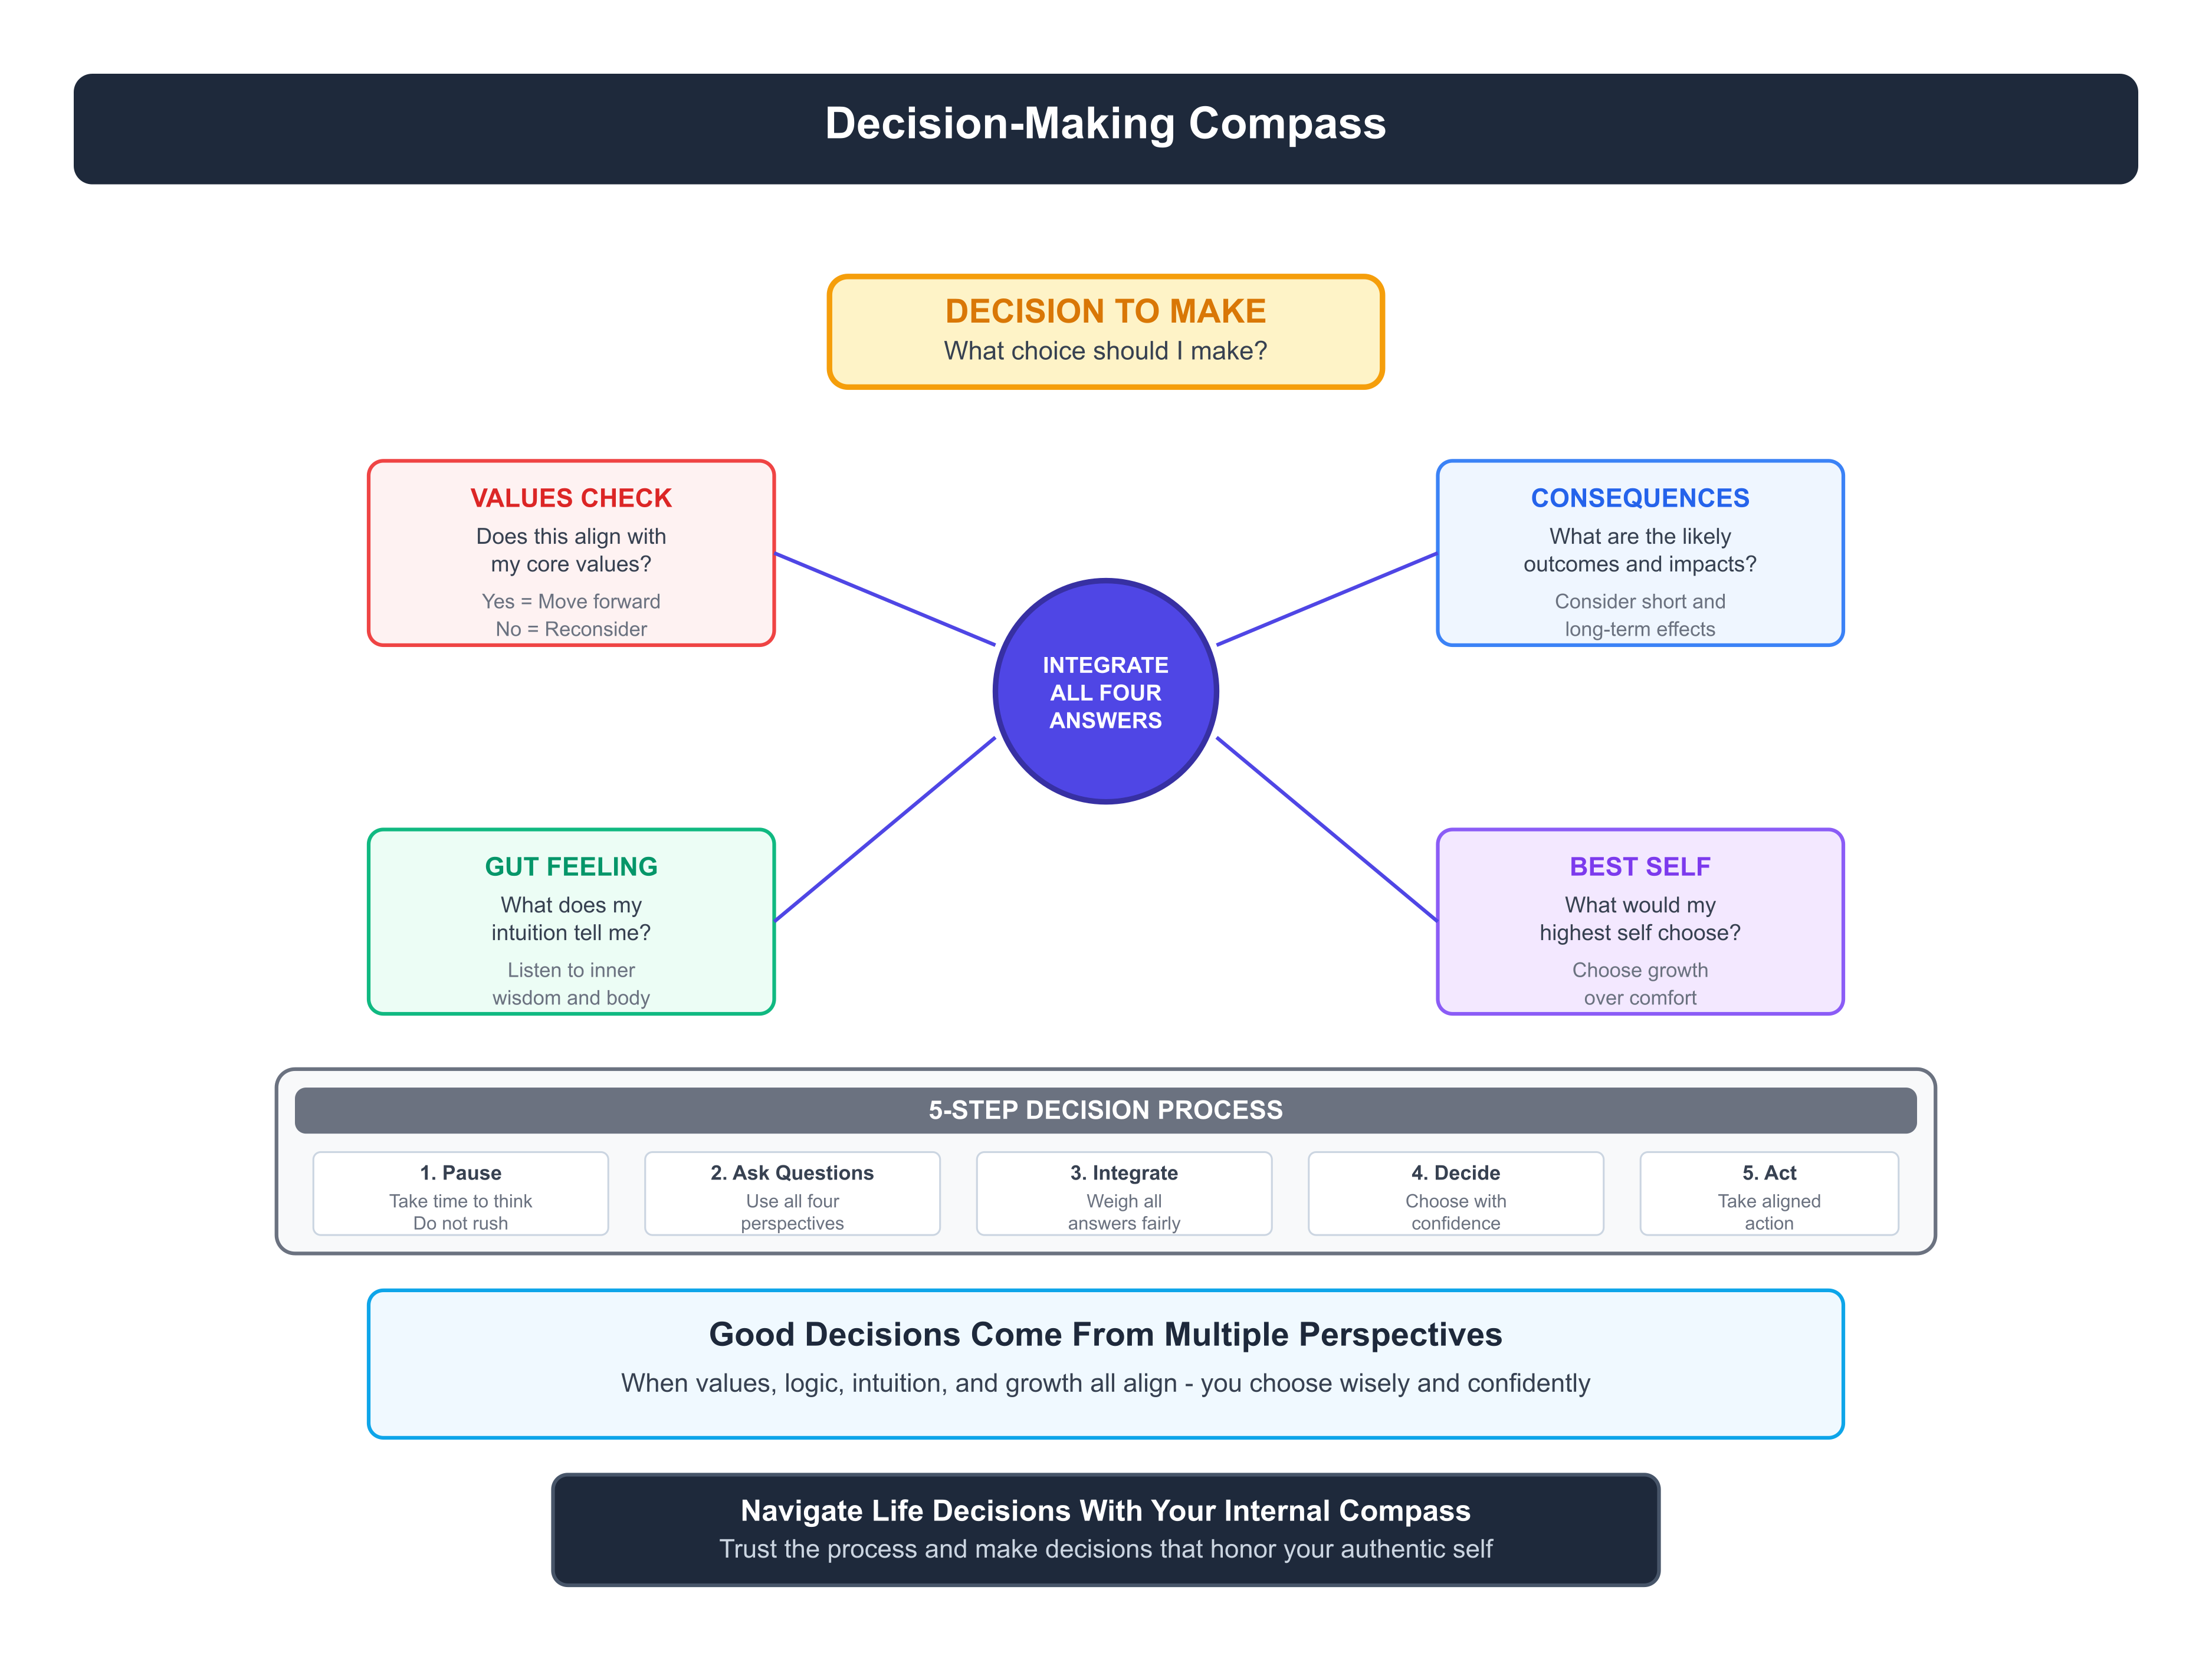 Decision-Making Compass
DECISION TO MAKE
What choice should I make?
VALUES CHECK
Does this align with
my core values?
Yes = Move forward
No = Reconsider
CONSEQUENCES
What are the likely
outcomes and impacts?
Consider short and
long-term effects
INTEGRATE
ALL FOUR
ANSWERS
GUT FEELING
What does my
intuition tell me?
Listen to inner
wisdom and body
BEST SELF
What would my
highest self choose?
Choose growth
over comfort
5-STEP DECISION PROCESS
1. Pause
Take time to think
Do not rush
2. Ask Questions
Use all four
perspectives
3. Integrate
Weigh all
answers fairly
4. Decide
Choose with
confidence
5. Act
Take aligned
action
Good Decisions Come From Multiple Perspectives
When values, logic, intuition, and growth all align - you choose wisely and confidently
Navigate Life Decisions With Your Internal Compass
Trust the process and make decisions that honor your authentic self